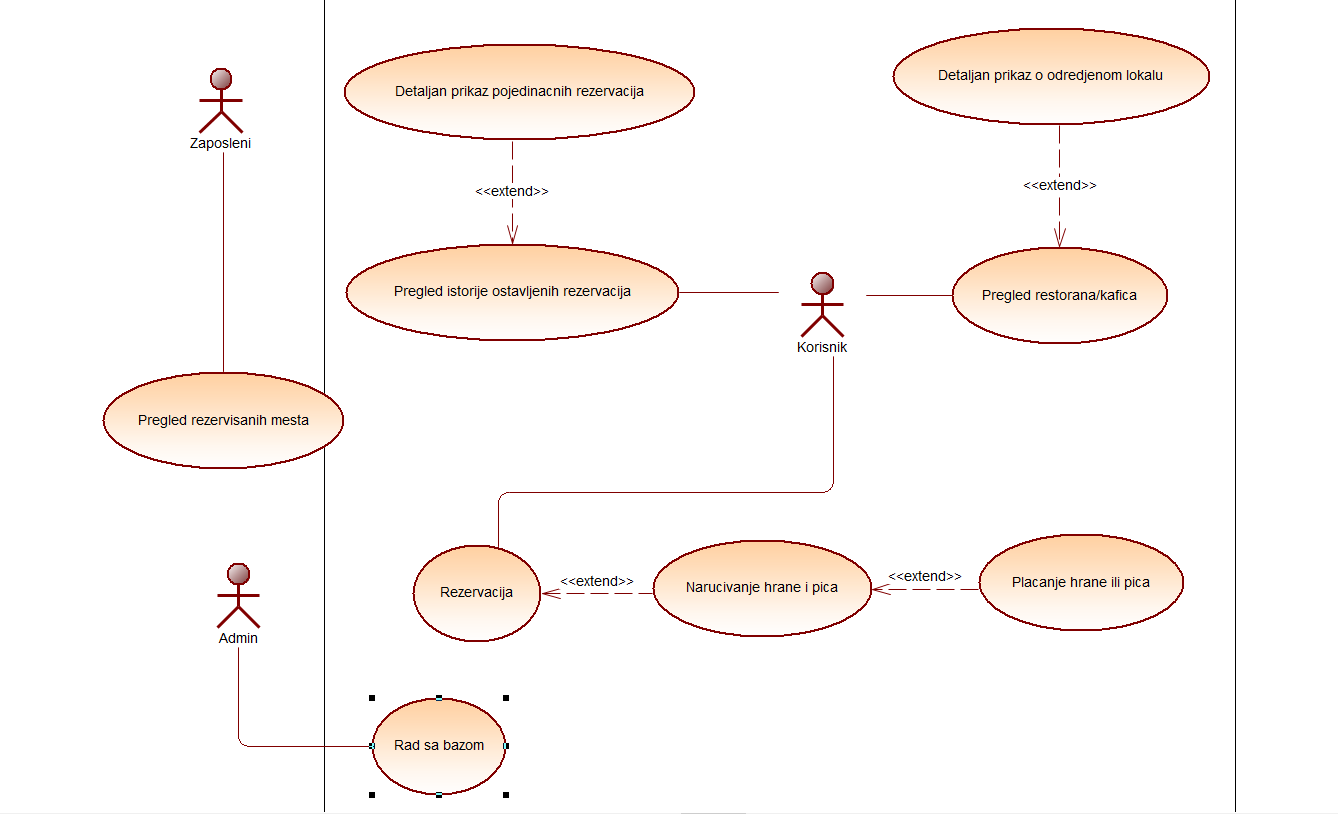 Detaljan prikaz o odredjenom lokalu
Detaljan prikaz pojedinacnih rezervacija
Zaposleni
<<extend>>
<<extend>>
Pregled istorije ostavljenih rezervacija
Pregled restorana/kafica
Korisnik
Pregled rezervisanih mesta
<<extend>>
<<extend>>
Rezervacija
Narucivanje hrane i pica
Placanje hrane ili pica
Admin
Rad sa bazom